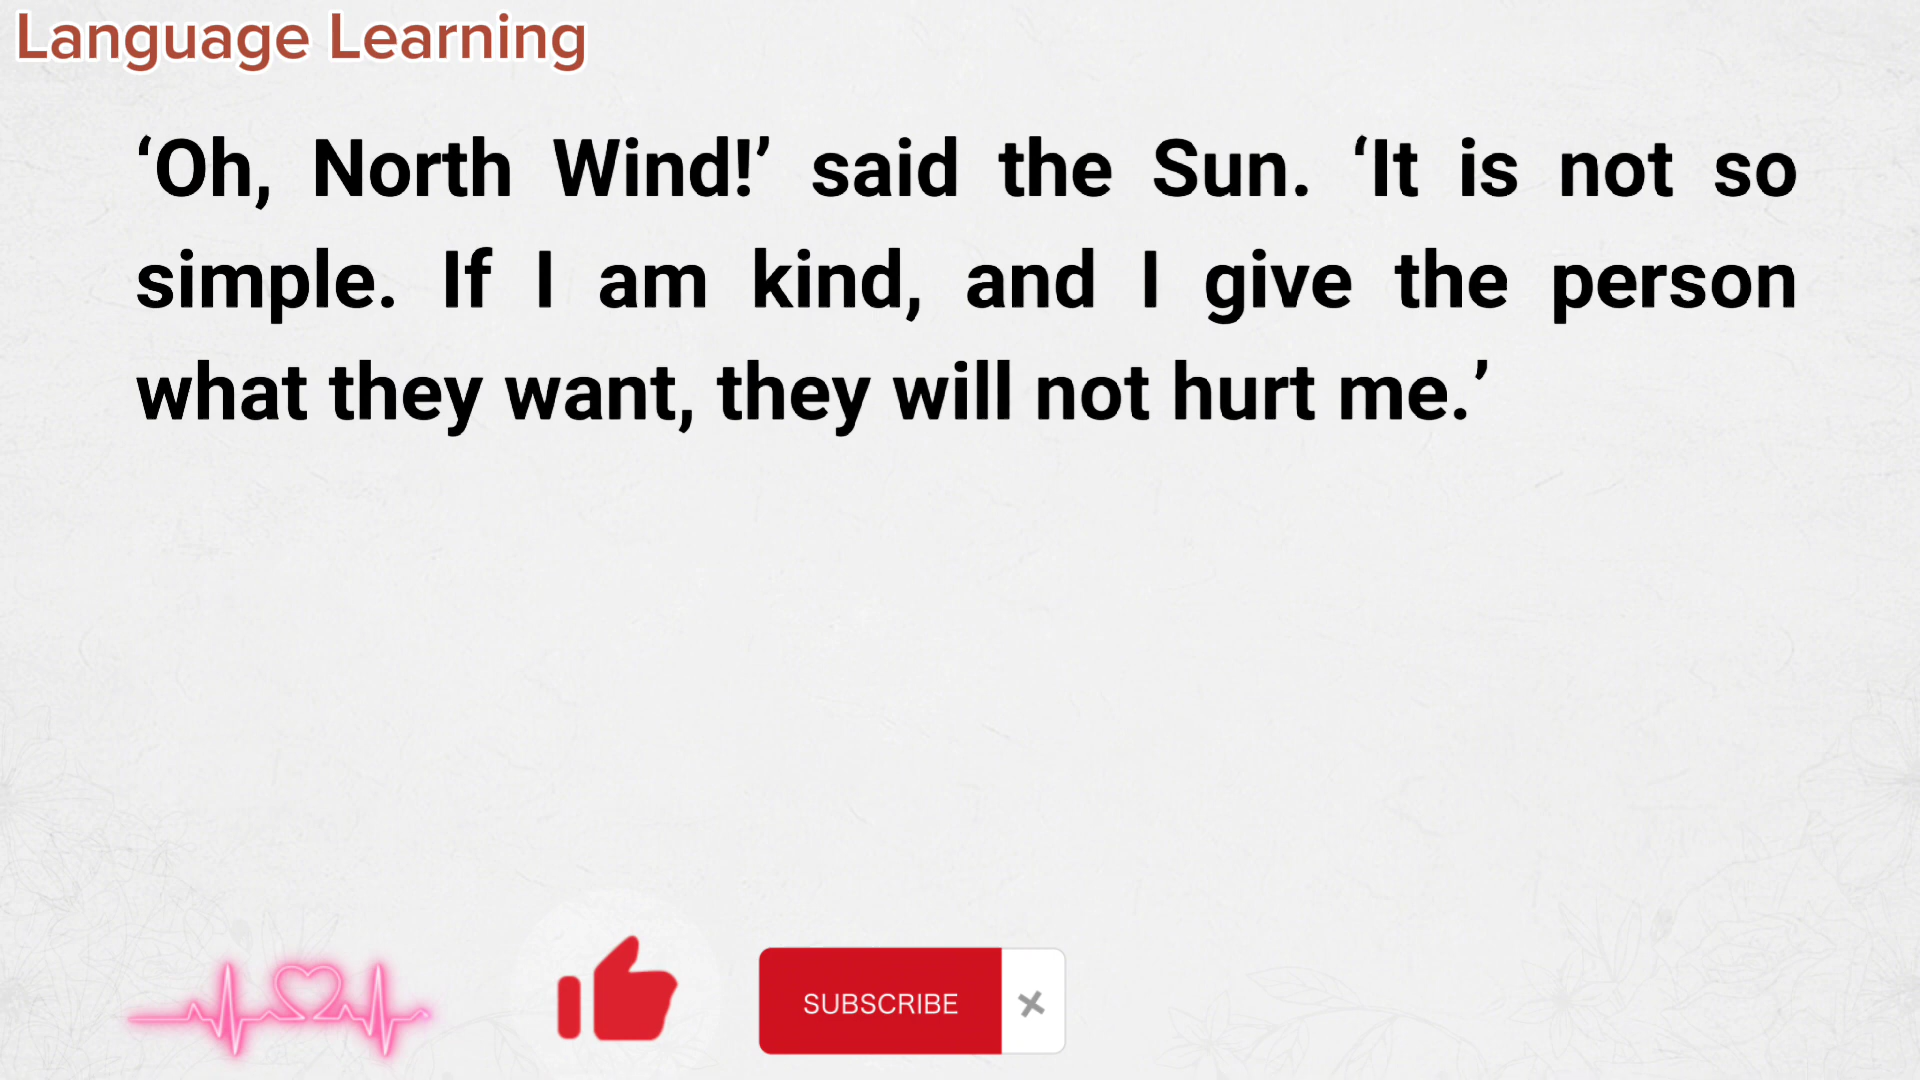 Language Learning
‘Oh, North Wind!’ said the Sun. ‘It is not so
simple. If I am kind, and I give the person
what they want, they will not hurt me.’
SUBSCRIBE